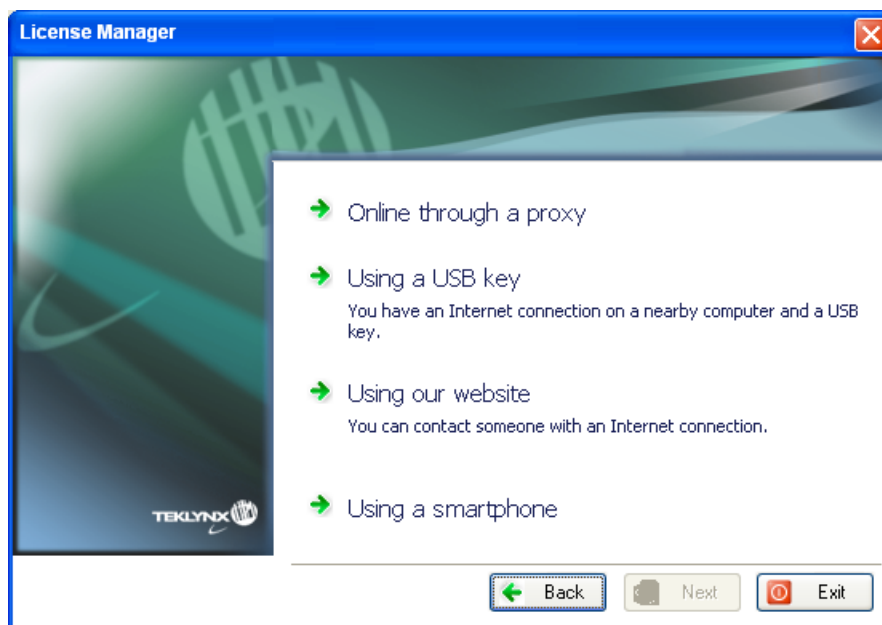 License Manager
Online through a proxy
Using a USB key
You have an Internet connection on a nearby computer and a USB
key.
Using our website
You can contact someone with an Internet connection.
TEKLYNX
Using a smartphone
Back
Next
Exit